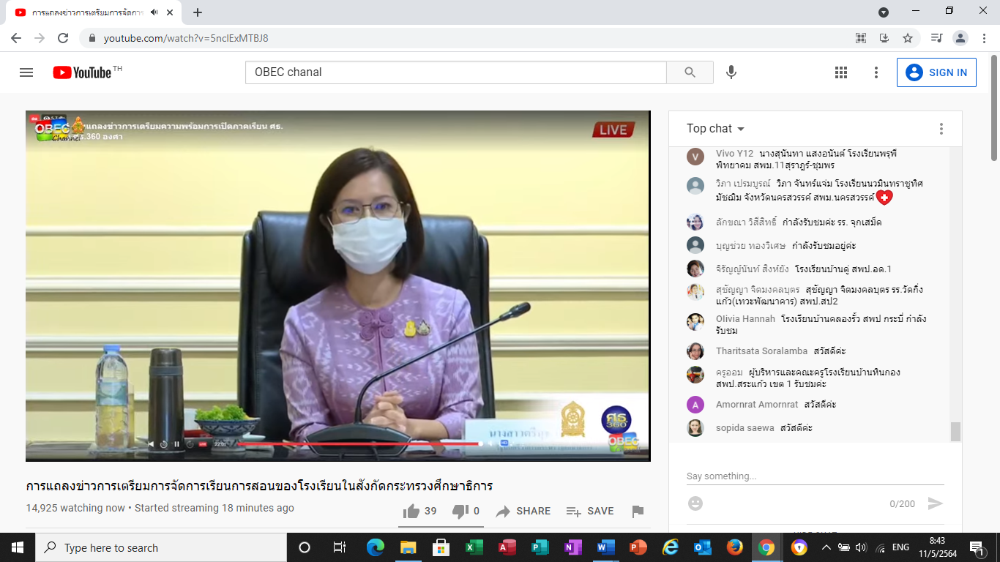 การแถลงข่าวการเตรียมการจัดการ
youtube.com/watch?v=5nclExMTBJ8
YouTube TH
OBEC chanal
SIGN IN
OBEC
Channel
แถลงข่าวการเตรียมความพร้อมการเปิดภาคเรียน ศธ.
360 องศา
LIVE
นางสาวตรีนุช
ศธ.
360
OBEC
LIVE
22:01
HD
Top chat
Vivo Y12 นางสุนันทา แสงอนันต์ โรงเรียนพรุพี
พิทยาคม สพม.11สุราฎร์-ชุมพร
วิภา เปรมบูรณ์ วิภา จันทร์แจ่ม โรงเรียนนวมินทราชูทิศ
มัชฌิม จังหวัดนครสวรรค์ สพม.นครสวรรค์
ลักขณา วิสีสิทธิ์ กำลังรับชมค่ะ รร. จุกเสม็ด
บุญช่วย ทองวิเศษ กำลังรับชมอยู่ค่ะ
จิรัญญ์นันท์ สิงห์ยัง โรงเรียนบ้านดู่ สพป.อด.1
สุชัญญา จิตมงคลบุตร สุชัญญา จิตมงคลบุตร รร.วัดกิ่ง
แก้ว(เทวะพัฒนาคาร) สพป.สป2
Olivia Hannah โรงเรียนบ้านคลองรั้ว สพป กระบี่ กำลัง
รับชม
Tharitsata Soralamba สวัสดีค่ะ
ครูออม ผู้บริหารและคณะครูโรงเรียนบ้านหินกอง
สพป.สระแก้ว เขต 1 รับชมค่ะ
Amornrat Amornrat สวัสดีค่ะ
sopida saewa สวัสดีค่ะ
Say something...
0/200
การแถลงข่าวการเตรียมการจัดการเรียนการสอนของโรงเรียนในสังกัดกระทรวงศึกษาธิการ
14,925 watching now • Started streaming 18 minutes ago
39 0 SHARE SAVE
Type here to search
ENG
8:43
11/5/2564
1